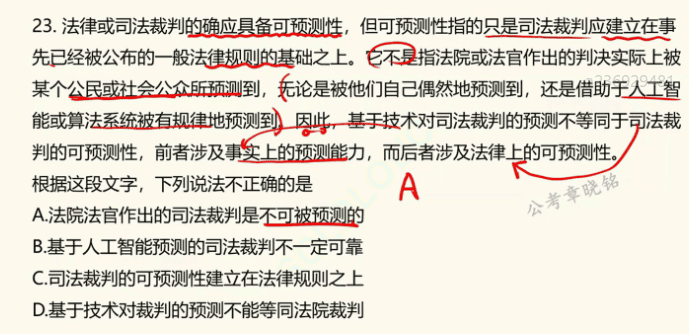 23. 法律或司法裁判的确应具备可预测性，但可预测性指的只是司法裁判应建立在事
先已经被公布的一般法律规则的基础之上。它不是指法院或法官作出的判决实际上被
某个公民或社会公众所预测到，无论是被他们自己偶然地预测到，还是借助于人工智
能或算法系统被有规律地预测到。因此，基于技术对司法裁判的预测不等同于司法裁
判的可预测性，前者涉及事实上的预测能力，而后者涉及法律上的可预测性。
根据这段文字，下列说法不正确的是
A
A.法院法官作出的司法裁判是不可被预测的
B.基于人工智能预测的司法裁判不一定可靠
C.司法裁判的可预测性建立在法律规则之上
D.基于技术对裁判的预测不能等同法院裁判
公考章晓铭